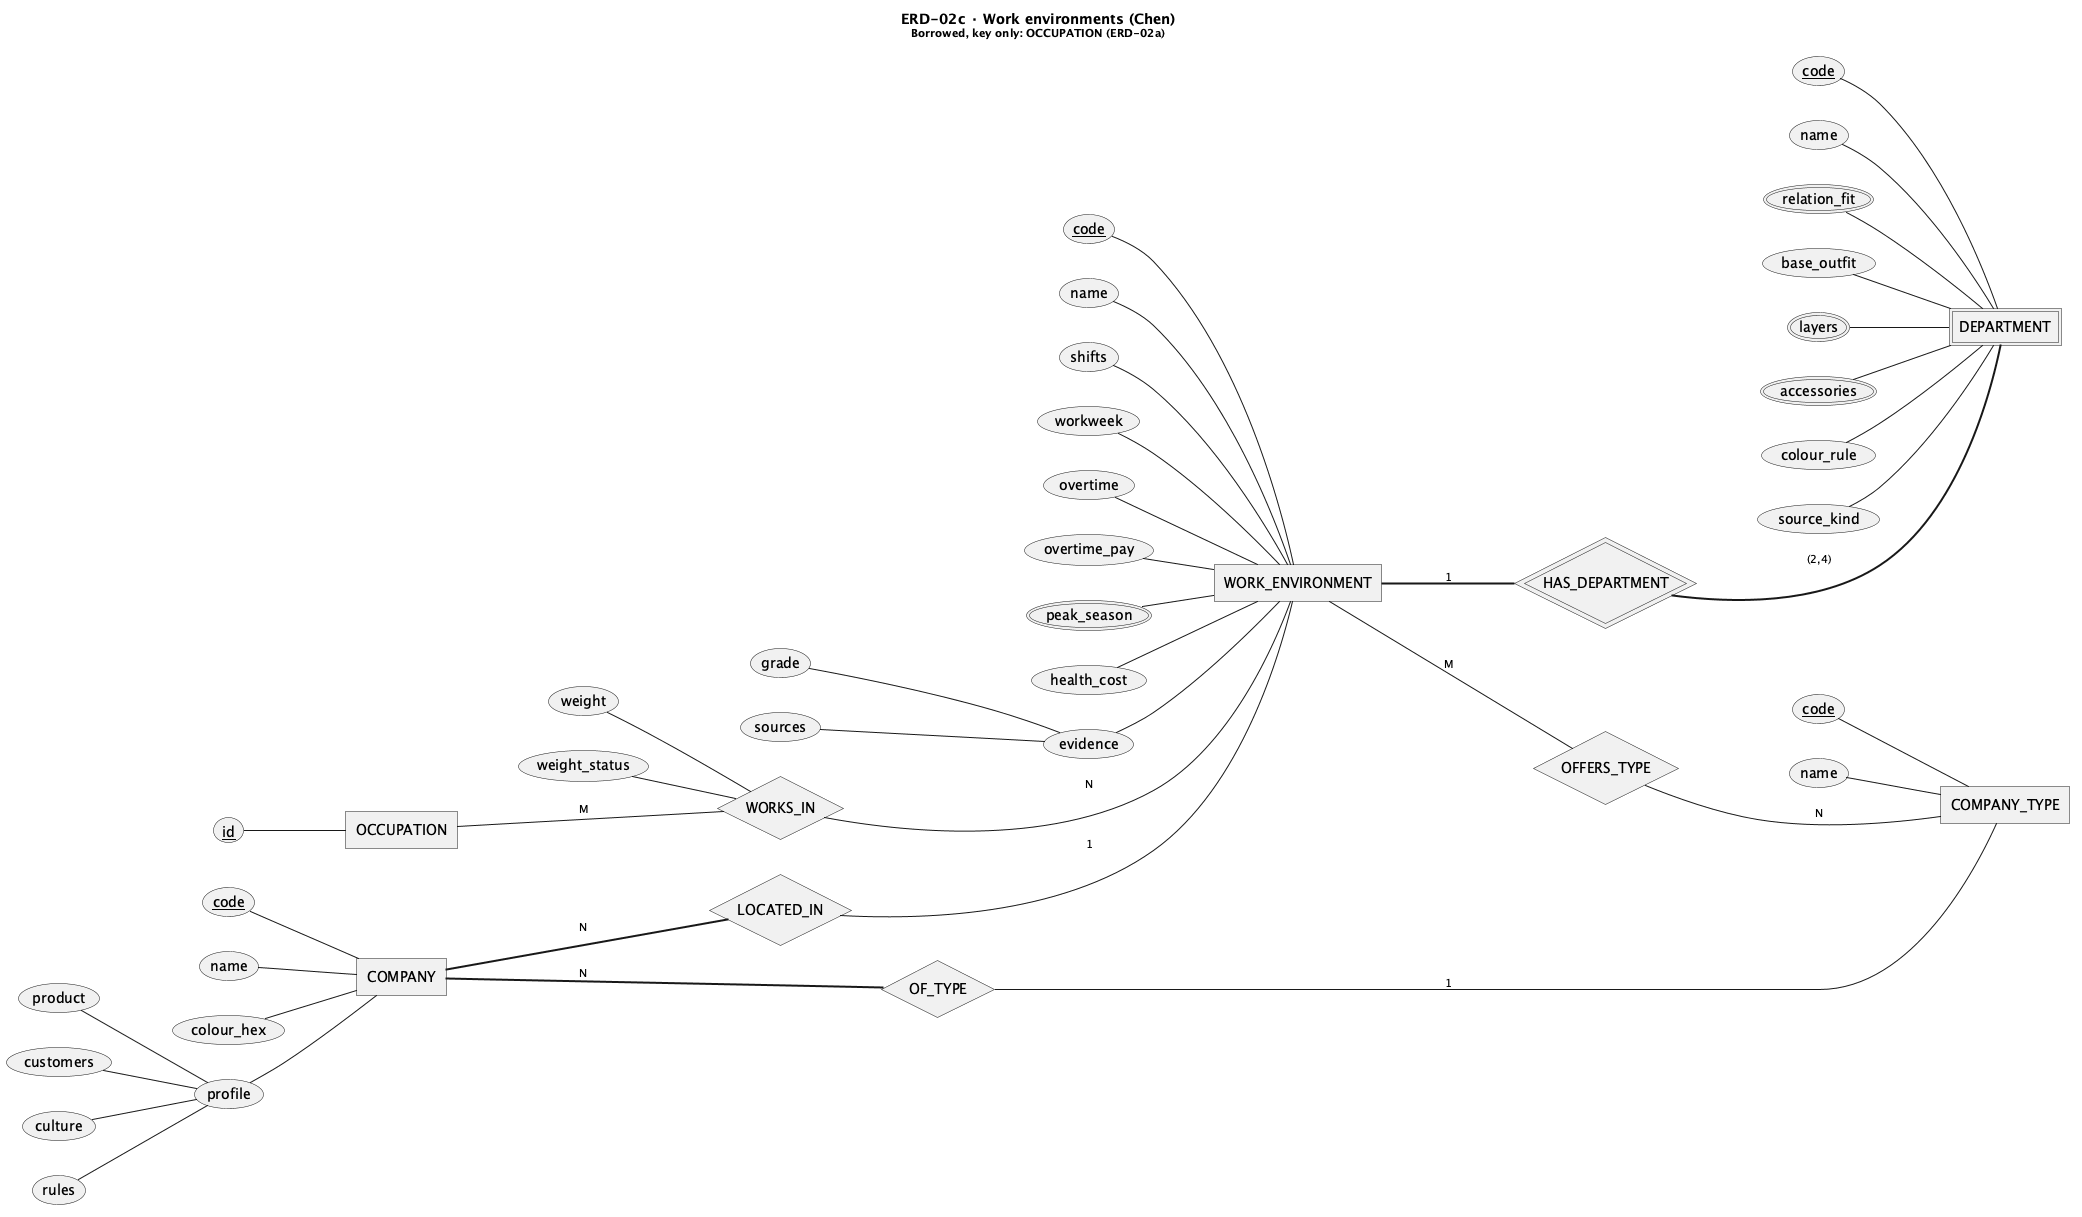 ERD-02c · Work environments (Chen)
Borrowed, key only: OCCUPATION (ERD-02a)
code
name
relation_fit
base_outfit
layers
accessories
colour_rule
source_kind
DEPARTMENT
(2,4)
code
name
shifts
workweek
overtime
overtime_pay
peak_season
health_cost
evidence
WORK_ENVIRONMENT
1
HAS_DEPARTMENT
grade
sources
M
OFFERS_TYPE
N
code
name
COMPANY_TYPE
weight
weight_status
WORKS_IN
N
id
OCCUPATION
M
1
LOCATED_IN
N
code
name
colour_hex
profile
COMPANY
N
OF_TYPE
1
product
customers
culture
rules